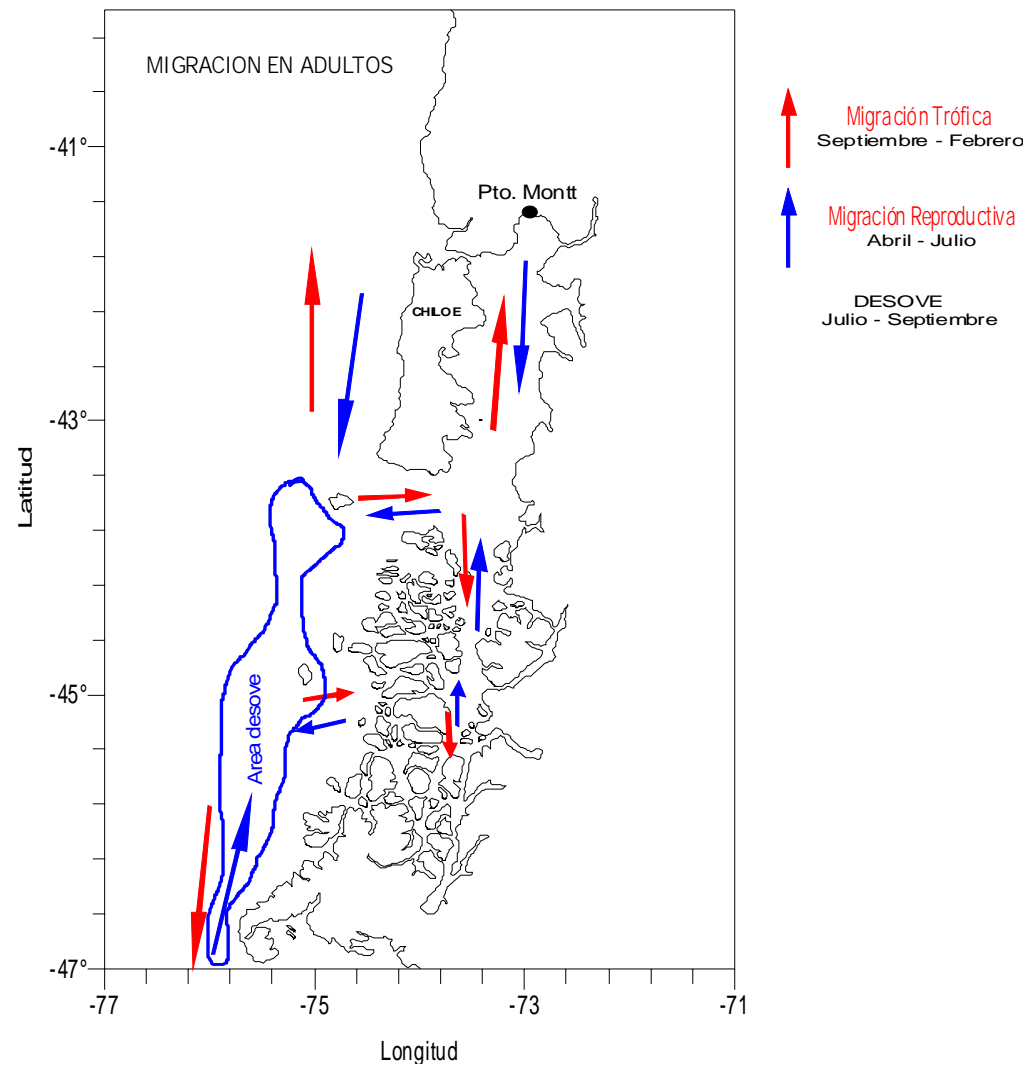 MIGRACION EN ADULTOS
Migración Trófica
Septiembre - Febrero
Migración Reproductiva
Abril - Julio
DESOVE
Julio - Septiembre
-41°
-43°
-45°
-47°
Latitud
Pto. Montt
CHILOE
Area desove
-77
-75
-73
-71
Longitud